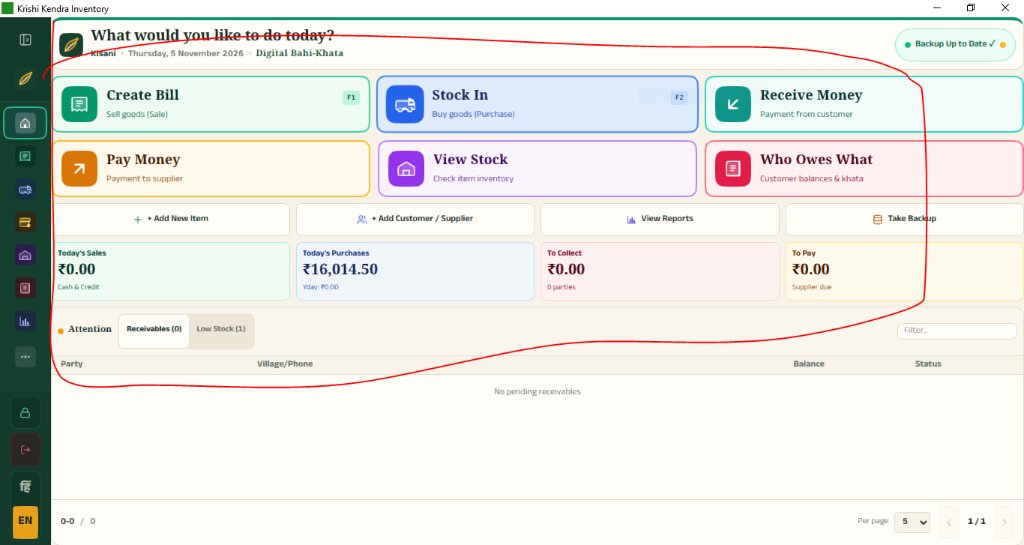 Krishi Kendra Inventory
What would you like to do today?
Kisani · Thursday, 5 November 2026 · Digital Bahi-Khata
Backup Up to Date ✓
Create Bill
Sell goods (Sale)
F1
Stock In
Buy goods (Purchase)
F2
Receive Money
Payment from customer
Pay Money
Payment to supplier
View Stock
Check item inventory
Who Owes What
Customer balances & khata
+ Add New Item
+ Add Customer / Supplier
View Reports
Take Backup
Today's Sales
₹0.00
Cash & Credit
Today's Purchases
₹16,014.50
Yday: ₹0.00
To Collect
₹0.00
0 parties
To Pay
₹0.00
Supplier due
Attention
Receivables (0)
Low Stock (1)
Filter...
Party Village/Phone Balance Status
No pending receivables
हिं
EN
0-0 / 0
Per page: 5
1 / 1